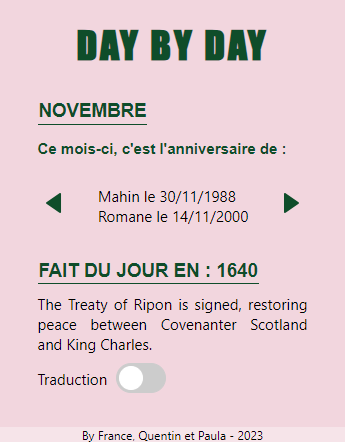 DAY BY DAY
NOVEMBRE
Ce mois-ci, c'est l'anniversaire de :
Mahin le 30/11/1988
Romane le 14/11/2000
FAIT DU JOUR EN : 1640
The Treaty of Ripon is signed, restoring
peace between Covenanter Scotland
and King Charles.
Traduction
By France, Quentin et Paula - 2023